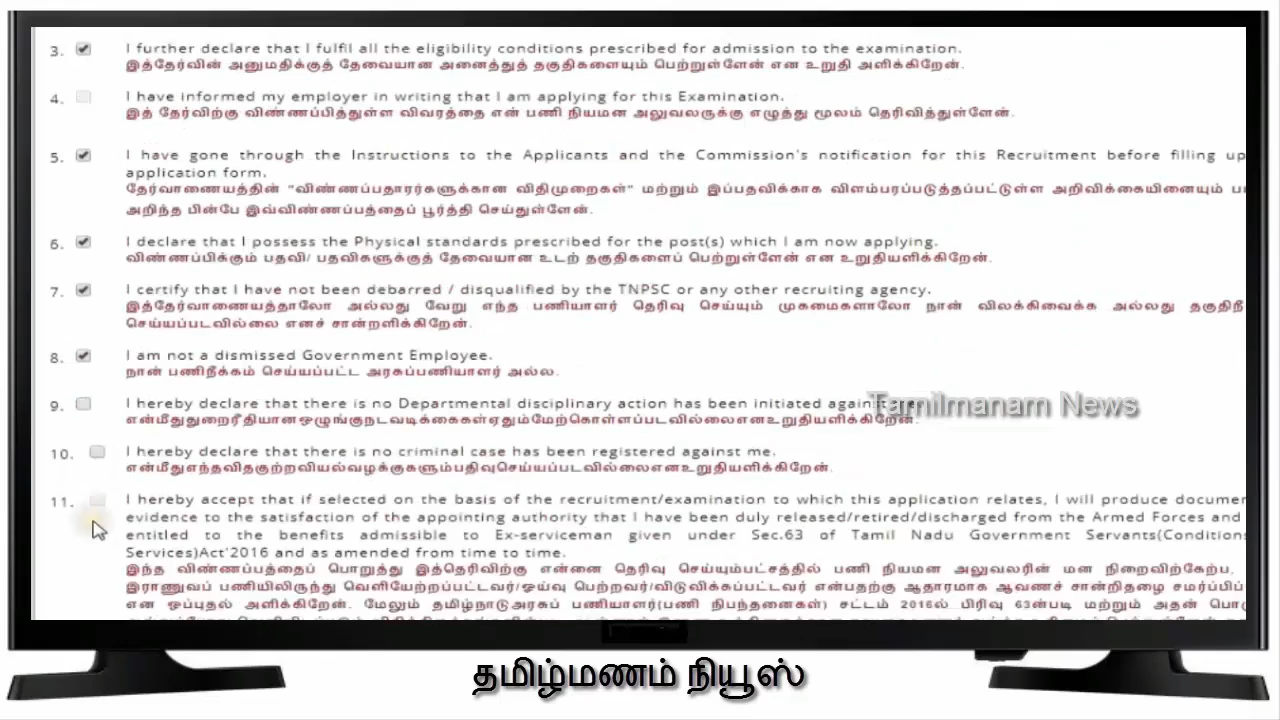 3. I further declare that I fulfil all the eligibility conditions prescribed for admission to the examination.
இத்தேர்வின் அனுமதிக்குத் தேவையான அனைத்துத் தகுதிகளையும் பெற்றுள்ளேன் என உறுதி அளிக்கிறேன்.
4. I have informed my employer in writing that I am applying for this Examination.
இத் தேர்விற்கு விண்ணப்பித்துள்ள விவரத்தை என் பணி நியமன அலுவலருக்கு எழுத்து மூலம் தெரிவித்துள்ளேன்.
5. I have gone through the Instructions to the Applicants and the Commission's notification for this Recruitment before filling up
application form.
தேர்வாணையத்தின் "விண்ணப்பதாரர்களுக்கான விதிமுறைகள்" மற்றும் இப்பதவிக்காக விளம்பரப்படுத்தப்பட்டுள்ள அறிவிக்கையினையும்
அறிந்த பின்பே இவ்விண்ணப்பத்தைப் பூர்த்தி செய்துள்ளேன்.
6. I declare that I possess the Physical standards prescribed for the post(s) which I am now applying.
விண்ணப்பிக்கும் பதவி/ பதவிகளுக்குத் தேவையான உடற் தகுதிகளைப் பெற்றுள்ளேன் என உறுதியளிக்கிறேன்.
7. I certify that I have not been debarred / disqualified by the TNPSC or any other recruiting agency.
இத்தேர்வாணையத்தாலோ அல்லது வேறு எந்த பணியாளர் தெரிவு செய்யும் முகமைகளாலோ நான் விலக்கிவைக்க அல்லது தகுதிநீ
செய்யப்படவில்லை எனச் சான்றளிக்கிறேன்.
8. I am not a dismissed Government Employee.
நான் பணிநீக்கம் செய்யப்பட்ட அரசுப்பணியாளர் அல்ல.
9. I hereby declare that there is no Departmental disciplinary action has been initiated against
Tamilmanam News
என்மீதுதுறைரீதியான ஒழுங்குநடவடிக்கைகள்ஏதும்மேற்கொள்ளப்படவில்லைஎனஉறுதியளிக்கிறேன்.
10. I hereby declare that there is no criminal case has been registered against me.
என்மீதுஎந்தவிதகுற்றவியல்வழக்குகளும்பதிவுசெய்யப்படவில்லைஎனஉறுதியளிக்கிறேன்.
11. I hereby accept that if selected on the basis of the recruitment/examination to which this application relates, I will produce documen
evidence to the satisfaction of the appointing authority that I have been duly released/retired/discharged from the Armed Forces and
entitled to the benefits admissible to Ex-serviceman given under Sec.63 of Tamil Nadu Government Servants(Conditions
Services)Act'2016 and as amended from time to time.
இந்த விண்ணப்பத்தைப் பொறுத்து இத்தெரிவிற்கு என்னை தெரிவு செய்யும்பட்சத்தில் பணி நியமன அலுவலரின் மன நிறைவிற்கேற்ப,
இராணுவப் பணியிலிருந்து வெளியேற்றப்பட்டவர்/ஓய்வு பெற்றவர்/விடுவிக்கப்பட்டவர் என்பதற்கு ஆதாரமாக ஆவணச் சான்றிதழை சமர்ப்பி
என ஒப்புதல் அளிக்கிறேன். மேலும் தமிழ்நாடுஅரசுப் பணியாளர்(பணி நிபந்தனைகள்) சட்டம் 2016ல் பிரிவு 63ன்படி மற்றும் அதன் பொ
தமிழ்மணம் நியூஸ்